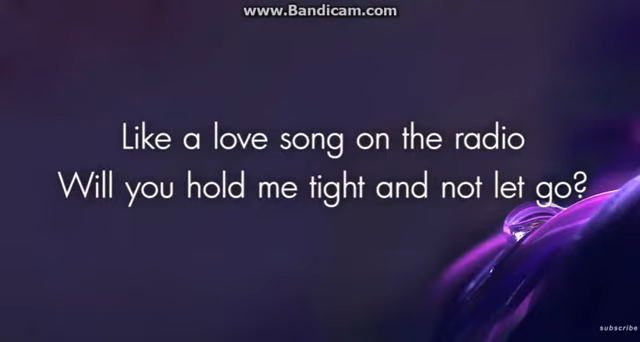 www.Bandicam.com
Like a love song on the radio
Will you hold me tight and not let go?
subscribe